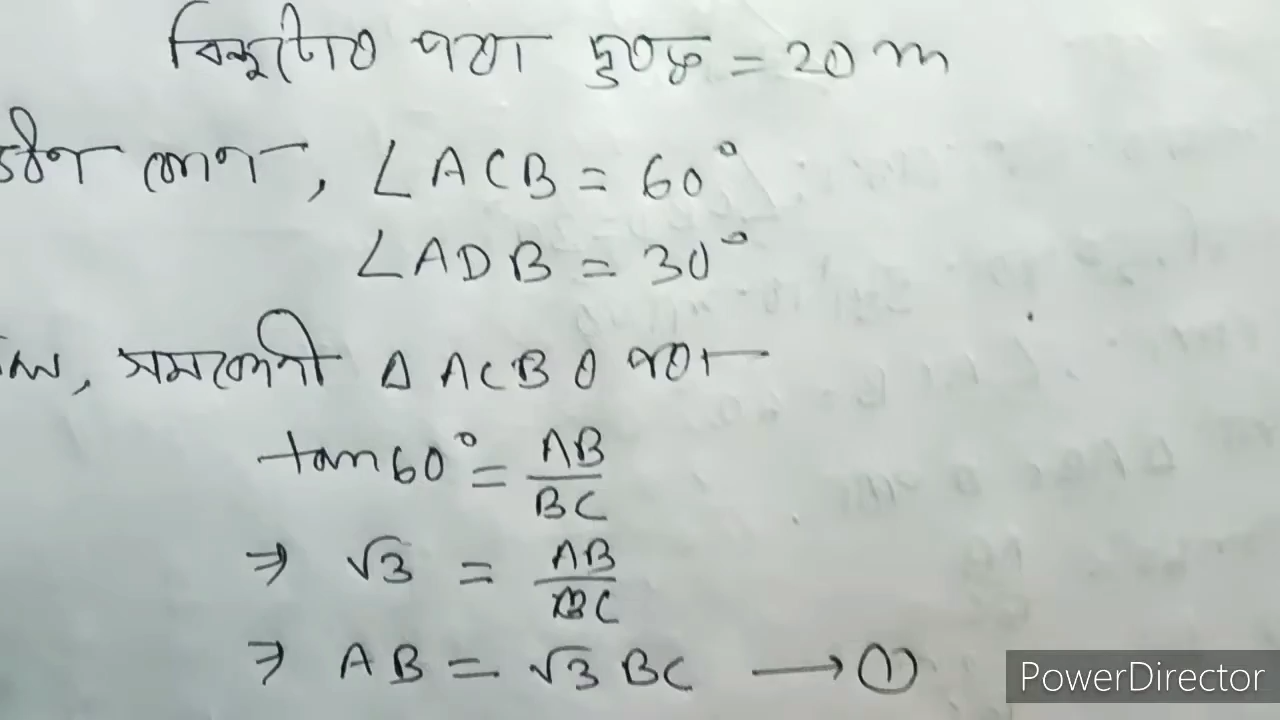 বিন্দুটোৰ পৰা দূৰত্ব = 20 m
কোণ, ∠ACB = 60°
∠ADB = 30°
, সমকোণী Δ ACB ৰ পৰা
tan60° = AB/BC
⇒ √3 = AB/BC
⇒ AB = √3 BC ⟶ ①
PowerDirector